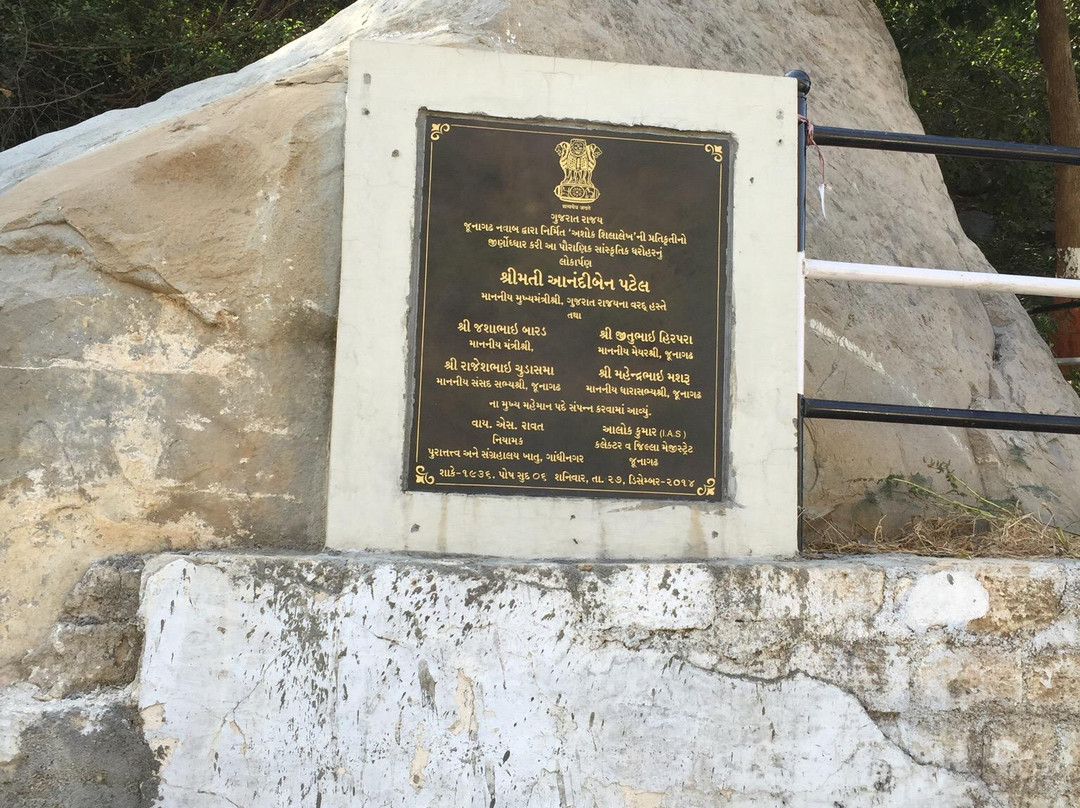 सत्यमेव जयते
ગુજરાત રાજ્ય
જૂનાગઢ નવાબ દ્વારા નિર્મિત ‘અશોક શિલાલેખ’ની પ્રતિકૃતીનો
જીર્ણોધ્ધાર કરી આ પૌરાણિક સાંસ્કૃતિક ધરોહરનું
લોકાર્પણ
શ્રીમતી આનંદીબેન પટેલ
માનનીય મુખ્યમંત્રીશ્રી, ગુજરાત રાજ્યના વરદ્ હસ્તે
તથા
શ્રી જશાભાઇ બારડ
માનનીય મંત્રીશ્રી,
શ્રી જીતુભાઇ હિરપરા
માનનીય મેયરશ્રી, જૂનાગઢ
શ્રી રાજેશભાઇ ચુડાસમા
માનનીય સંસદ સભ્યશ્રી, જૂનાગઢ
શ્રી મહેન્દ્રભાઇ મશરૂ
માનનીય ધારાસભ્યશ્રી, જૂનાગઢ
ના મુખ્ય મહેમાન પદે સંપન્ન કરવામાં આવ્યું.
વાય. એસ. રાવત
નિયામક
પુરાતત્ત્વ અને સંગ્રહાલય ખાતુ, ગાંધીનગર
આલોક કુમાર (I.A.S.)
કલેક્ટર વ જિલ્લા મેજીસ્ટ્રેટ
જૂનાગઢ
શાકે-૧૯૩૬, પોષ સુદ ૦૬ શનિવાર, તા. ૨૭, ડિસેમ્બર-૨૦૧૪